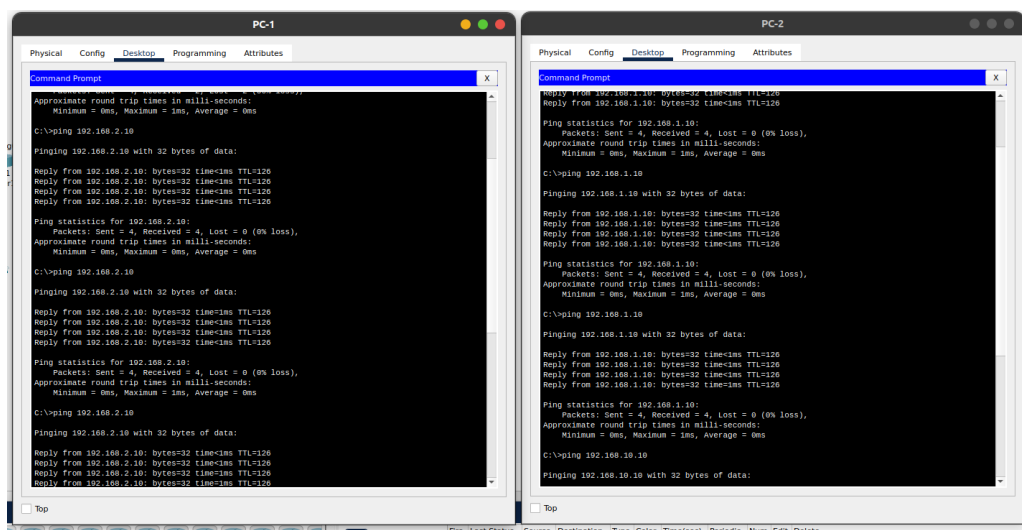 PC-1
Physical Config Desktop Programming Attributes
Command Prompt
X
Approximate round trip times in milli-seconds:
Minimum = 0ms, Maximum = 1ms, Average = 0ms
C:\>ping 192.168.2.10
Pinging 192.168.2.10 with 32 bytes of data:
Reply from 192.168.2.10: bytes=32 time<1ms TTL=126
Reply from 192.168.2.10: bytes=32 time<1ms TTL=126
Reply from 192.168.2.10: bytes=32 time<1ms TTL=126
Reply from 192.168.2.10: bytes=32 time<1ms TTL=126
Ping statistics for 192.168.2.10:
Packets: Sent = 4, Received = 4, Lost = 0 (0% loss),
Approximate round trip times in milli-seconds:
Minimum = 0ms, Maximum = 0ms, Average = 0ms
C:\>ping 192.168.2.10
Pinging 192.168.2.10 with 32 bytes of data:
Reply from 192.168.2.10: bytes=32 time=1ms TTL=126
Reply from 192.168.2.10: bytes=32 time<1ms TTL=126
Reply from 192.168.2.10: bytes=32 time<1ms TTL=126
Reply from 192.168.2.10: bytes=32 time<1ms TTL=126
Ping statistics for 192.168.2.10:
Packets: Sent = 4, Received = 4, Lost = 0 (0% loss),
Approximate round trip times in milli-seconds:
Minimum = 0ms, Maximum = 1ms, Average = 0ms
C:\>ping 192.168.2.10
Pinging 192.168.2.10 with 32 bytes of data:
Reply from 192.168.2.10: bytes=32 time<1ms TTL=126
Reply from 192.168.2.10: bytes=32 time<1ms TTL=126
Reply from 192.168.2.10: bytes=32 time=1ms TTL=126
Reply from 192.168.2.10: bytes=32 time=1ms TTL=126
Top
PC-2
Physical Config Desktop Programming Attributes
Command Prompt
X
Reply from 192.168.1.10: bytes=32 time<1ms TTL=126
Reply from 192.168.1.10: bytes=32 time<1ms TTL=126
Ping statistics for 192.168.1.10:
Packets: Sent = 4, Received = 4, Lost = 0 (0% loss),
Approximate round trip times in milli-seconds:
Minimum = 0ms, Maximum = 1ms, Average = 0ms
C:\>ping 192.168.1.10
Pinging 192.168.1.10 with 32 bytes of data:
Reply from 192.168.1.10: bytes=32 time<1ms TTL=126
Reply from 192.168.1.10: bytes=32 time=1ms TTL=126
Reply from 192.168.1.10: bytes=32 time<1ms TTL=126
Reply from 192.168.1.10: bytes=32 time<1ms TTL=126
Ping statistics for 192.168.1.10:
Packets: Sent = 4, Received = 4, Lost = 0 (0% loss),
Approximate round trip times in milli-seconds:
Minimum = 0ms, Maximum = 1ms, Average = 0ms
C:\>ping 192.168.1.10
Pinging 192.168.1.10 with 32 bytes of data:
Reply from 192.168.1.10: bytes=32 time<1ms TTL=126
Reply from 192.168.1.10: bytes=32 time<1ms TTL=126
Reply from 192.168.1.10: bytes=32 time<1ms TTL=126
Reply from 192.168.1.10: bytes=32 time=1ms TTL=126
Ping statistics for 192.168.1.10:
Packets: Sent = 4, Received = 4, Lost = 0 (0% loss),
Approximate round trip times in milli-seconds:
Minimum = 0ms, Maximum = 1ms, Average = 0ms
C:\>ping 192.168.10.10
Pinging 192.168.10.10 with 32 bytes of data:
Top